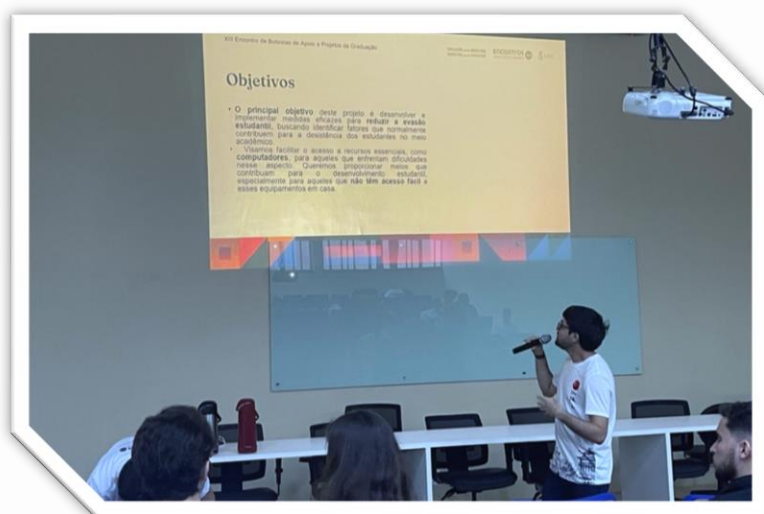 XIII Encontro de Bolsistas de Apoio a Projetos da Graduação
ENCONTROS
Objetivos
• O principal objetivo deste projeto é desenvolver e
implementar medidas eficazes para reduzir a evasão
estudantil, buscando identificar fatores que normalmente
contribuem para a desistência dos estudantes no meio
acadêmico.
• Visamos facilitar o acesso a recursos essenciais, como
computadores, para aqueles que enfrentam dificuldades
nesse aspecto. Queremos proporcionar meios que
contribuam para o desenvolvimento estudantil,
especialmente para aqueles que não têm acesso fácil a
esses equipamentos em casa.